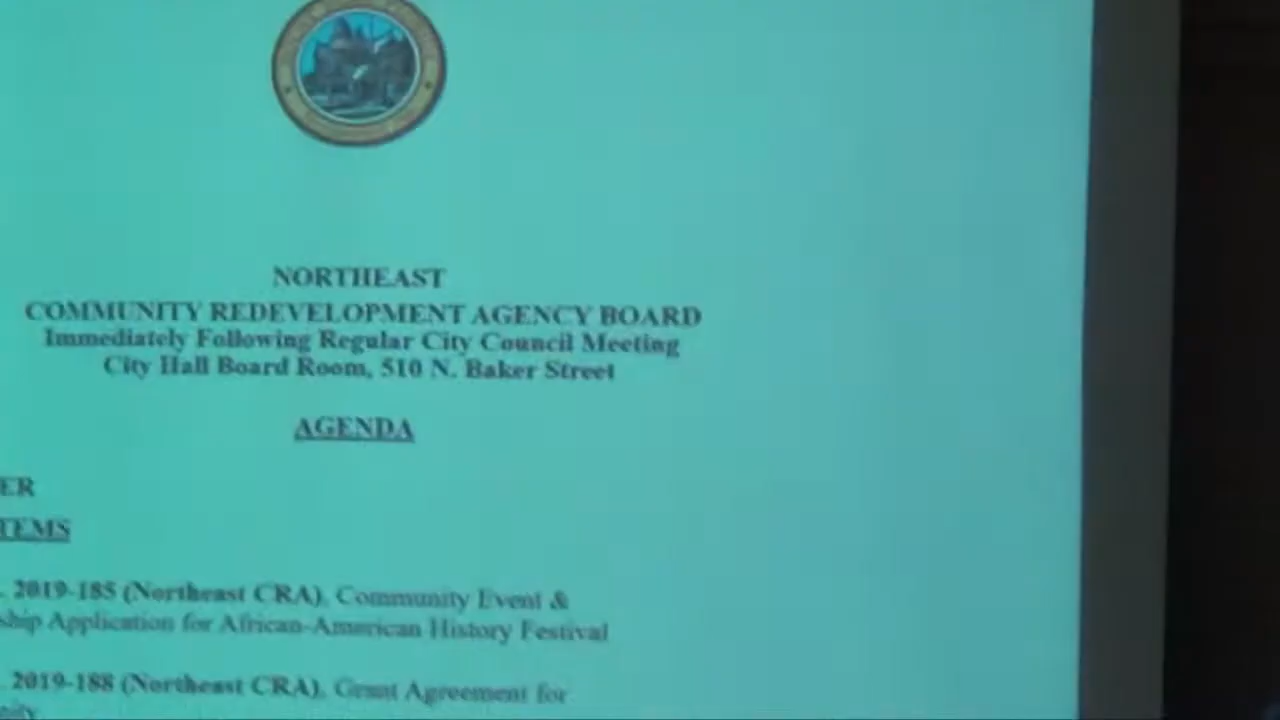 NORTHEAST
COMMUNITY REDEVELOPMENT AGENCY BOARD
Immediately Following Regular City Council Meeting
City Hall Board Room, 510 N. Baker Street
AGENDA
ER
TEMS
. 2019-185 (Northeast CRA), Community Event &
ship Application for African-American History Festival
. 2019-188 (Northeast CRA), Grant Agreement for